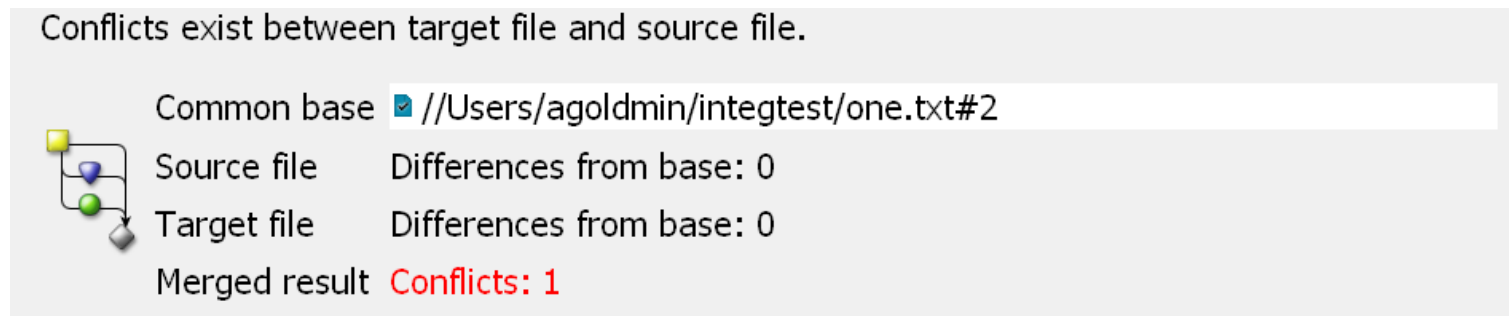 Conflicts exist between target file and source file.
Common base //Users/agoldmin/integtest/one.txt#2
Source file Differences from base: 0
Target file Differences from base: 0
Merged result Conflicts: 1